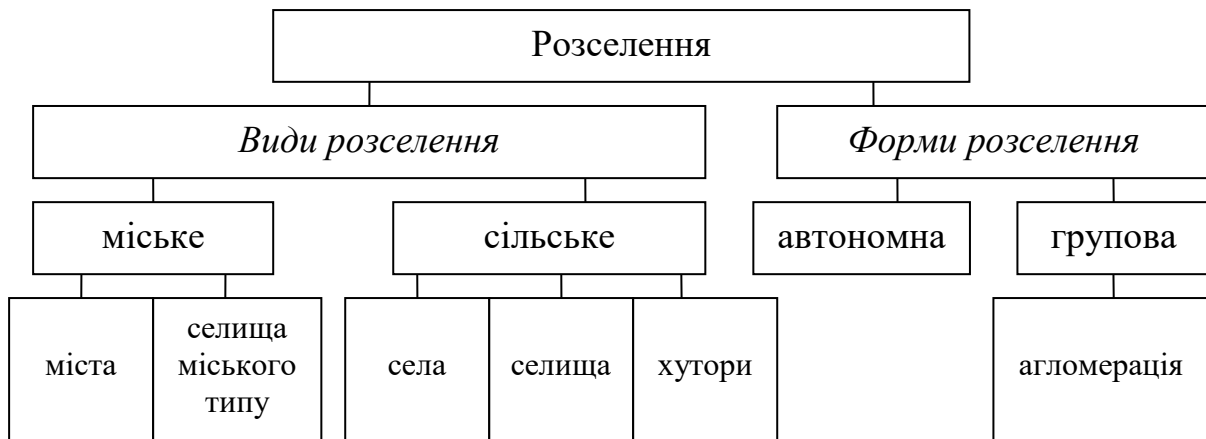 Розселення
Види розселення
Форми розселення
міське
сільське
автономна
групова
міста
селища
міського
типу
села
селища
хутори
агломерація